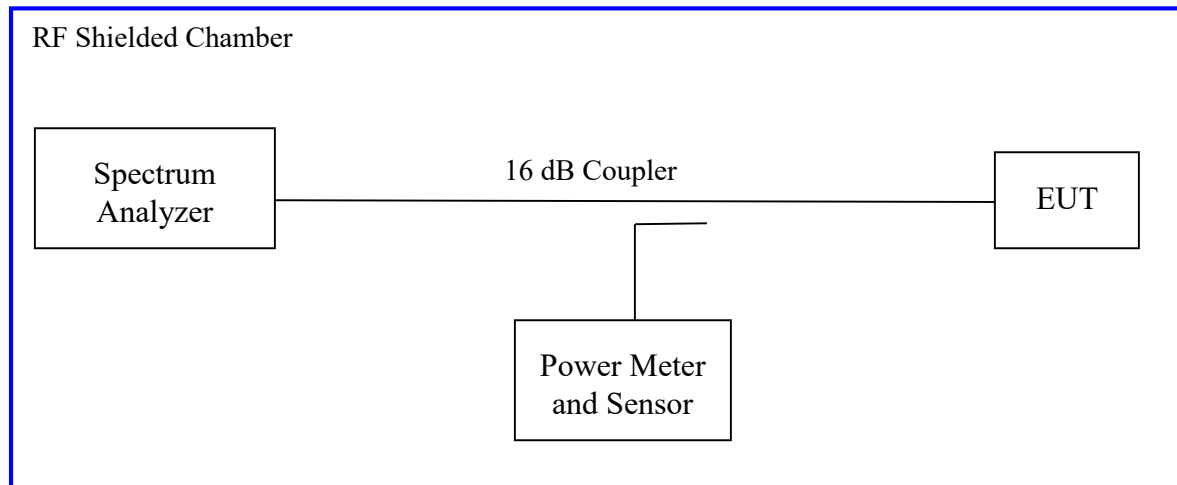 RF Shielded Chamber
Spectrum
Analyzer
16 dB Coupler
EUT
Power Meter
and Sensor